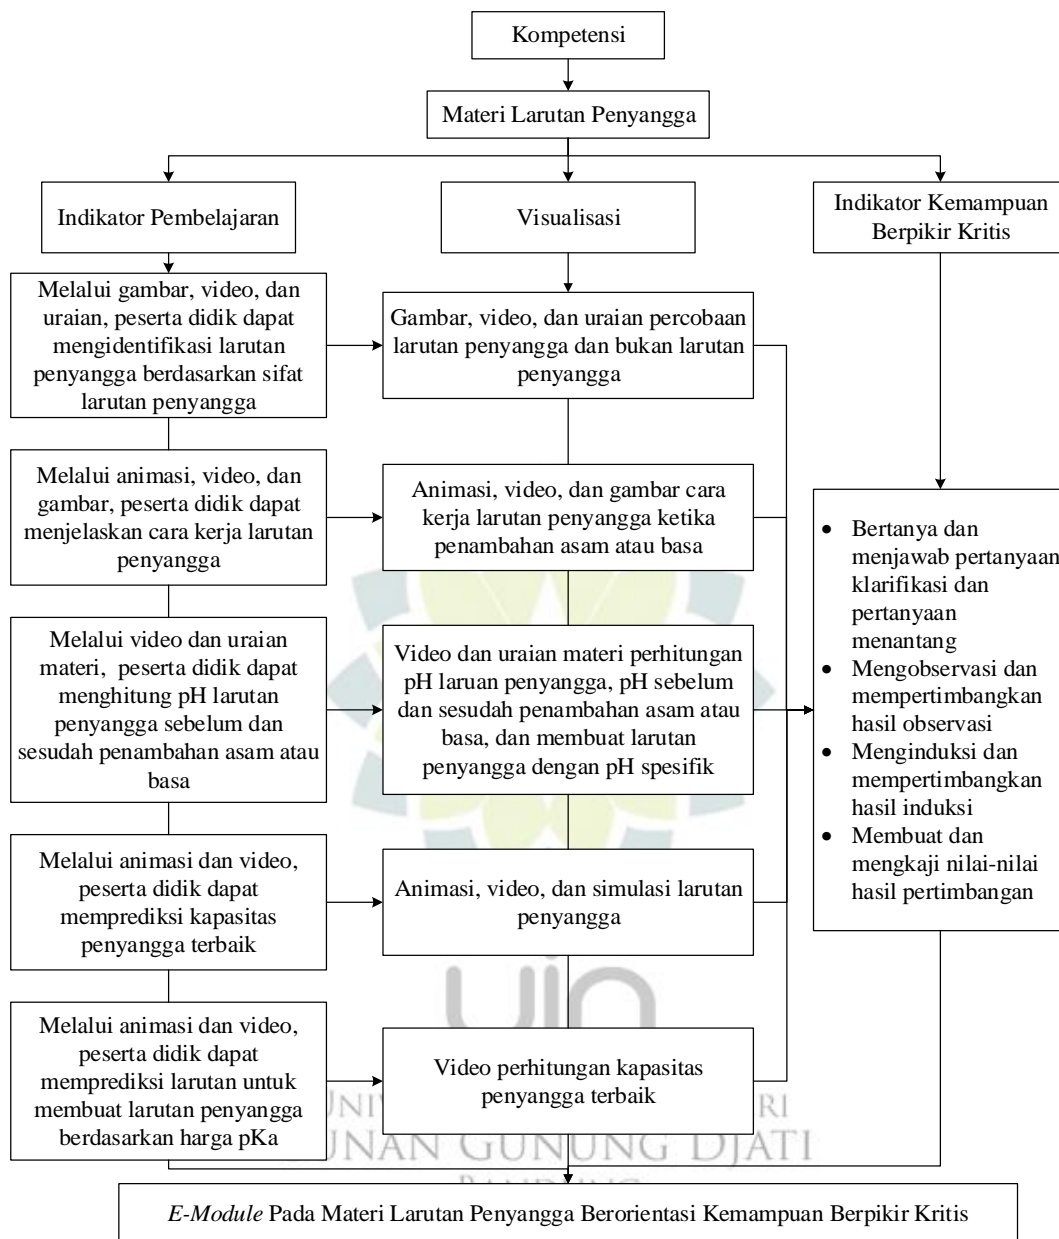 Kompetensi
Materi Larutan Penyangga
Indikator Pembelajaran
Visualisasi
Indikator Kemampuan
Berpikir Kritis
Melalui gambar, video, dan
uraian, peserta didik dapat
mengidentifikasi larutan
penyangga berdasarkan sifat
larutan penyangga
Gambar, video, dan uraian percobaan
larutan penyangga dan bukan larutan
penyangga
Melalui animasi, video, dan
gambar, peserta didik dapat
menjelaskan cara kerja larutan
penyangga
Animasi, video, dan gambar cara
kerja larutan penyangga ketika
penambahan asam atau basa
Melalui video dan uraian
materi, peserta didik dapat
menghitung pH larutan
penyangga sebelum dan
sesudah penambahan asam atau
basa
Video dan uraian materi perhitungan
pH laruan penyangga, pH sebelum
dan sesudah penambahan asam atau
basa, dan membuat larutan
penyangga dengan pH spesifik
Melalui animasi dan video,
peserta didik dapat
memprediksi kapasitas
penyangga terbaik
Animasi, video, dan simulasi larutan
penyangga
Melalui animasi dan video,
peserta didik dapat
memprediksi larutan untuk
membuat larutan penyangga
berdasarkan harga pKa
Video perhitungan kapasitas
penyangga terbaik
• Bertanya dan
menjawab pertanyaan
klarifikasi dan
pertanyaan
menantang
• Mengobservasi dan
mempertimbangkan
hasil observasi
• Menginduksi dan
mempertimbangkan
hasil induksi
• Membuat dan
mengkaji nilai-nilai
hasil pertimbangan
uin
UNAN GUNUNG DJATI
E-Module Pada Materi Larutan Penyangga Berorientasi Kemampuan Berpikir Kritis